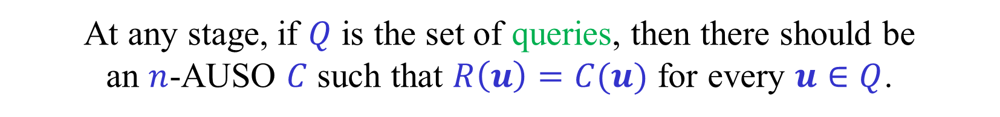 At any stage, if Q is the set of queries, then there should be
an n-AUSO C such that R(u) = C(u) for every u ∈ Q.